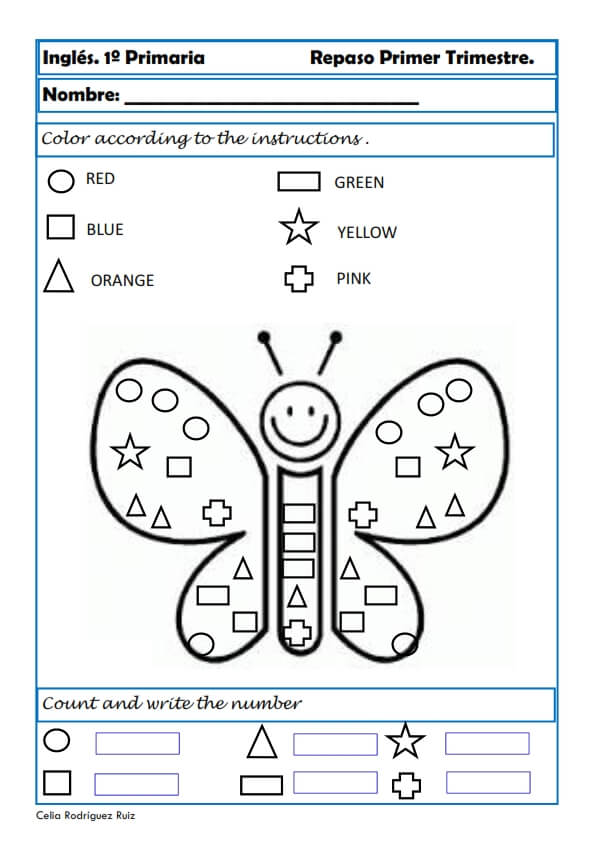 Inglés. 1º Primaria Repaso Primer Trimestre.
Nombre: ______________________________
Color according to the instructions .
RED GREEN
BLUE YELLOW
ORANGE PINK
Count and write the number
Celia Rodríguez Ruiz